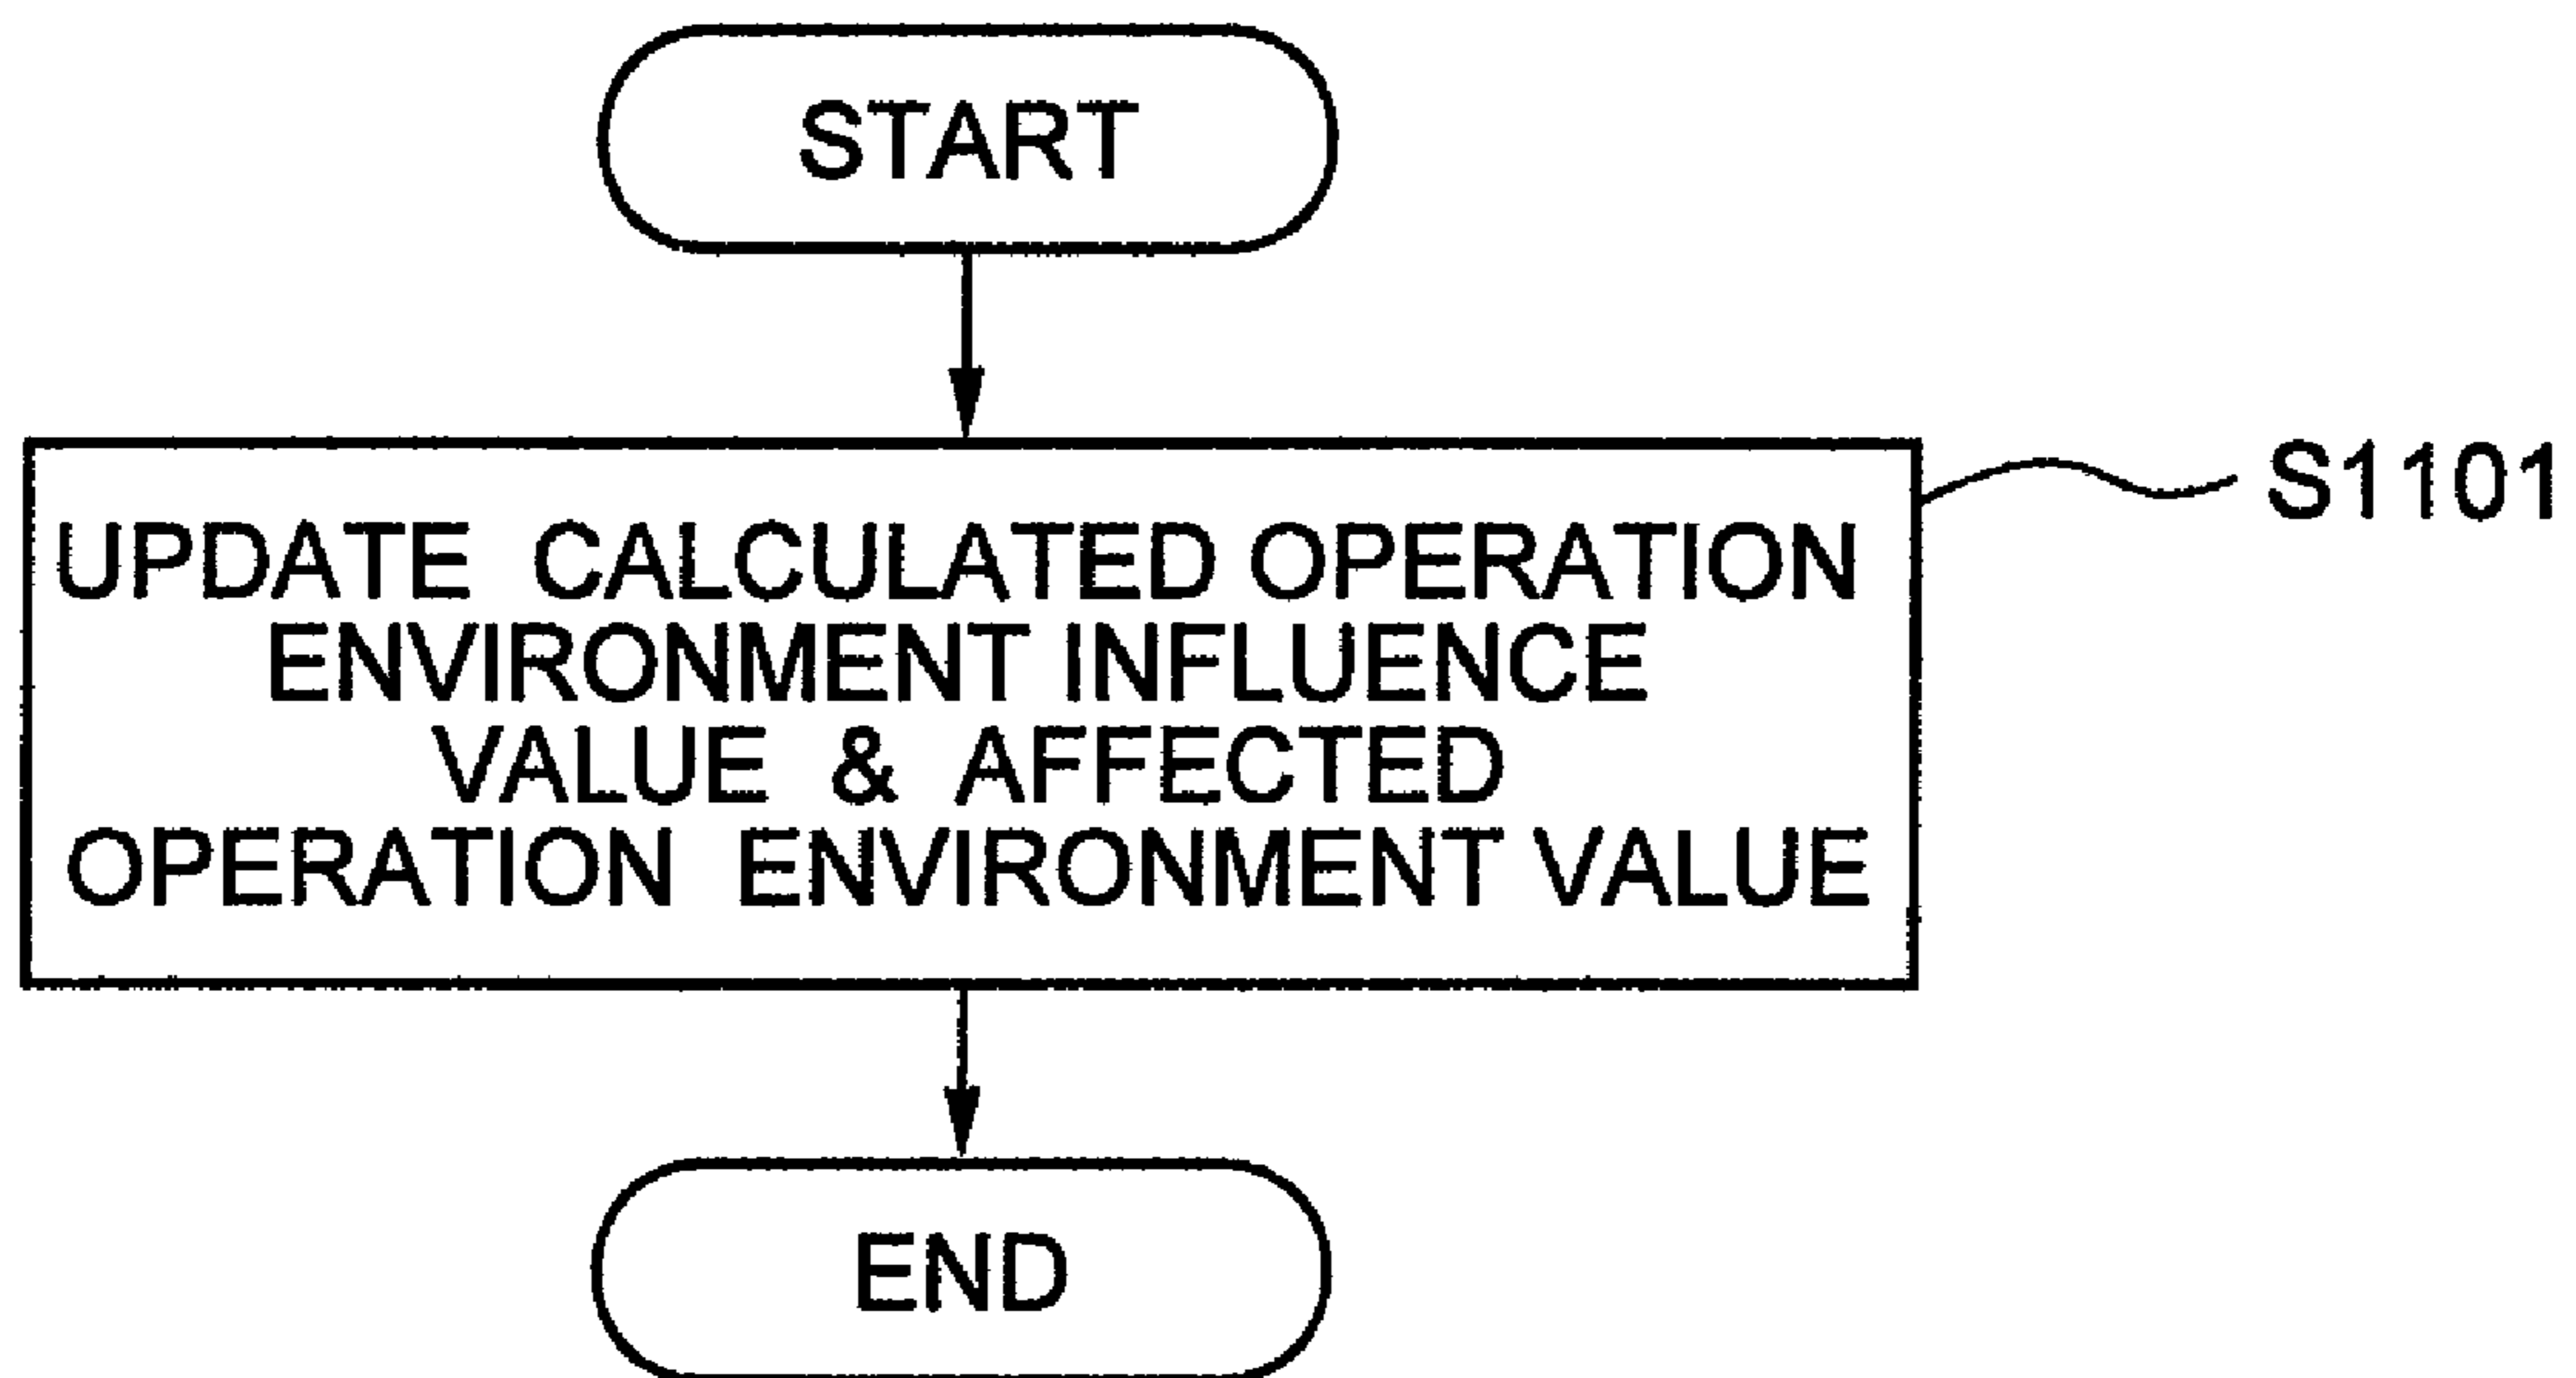 START
S1101
UPDATE CALCULATED OPERATION
ENVIRONMENT INFLUENCE
VALUE & AFFECTED
OPERATION ENVIRONMENT VALUE
END